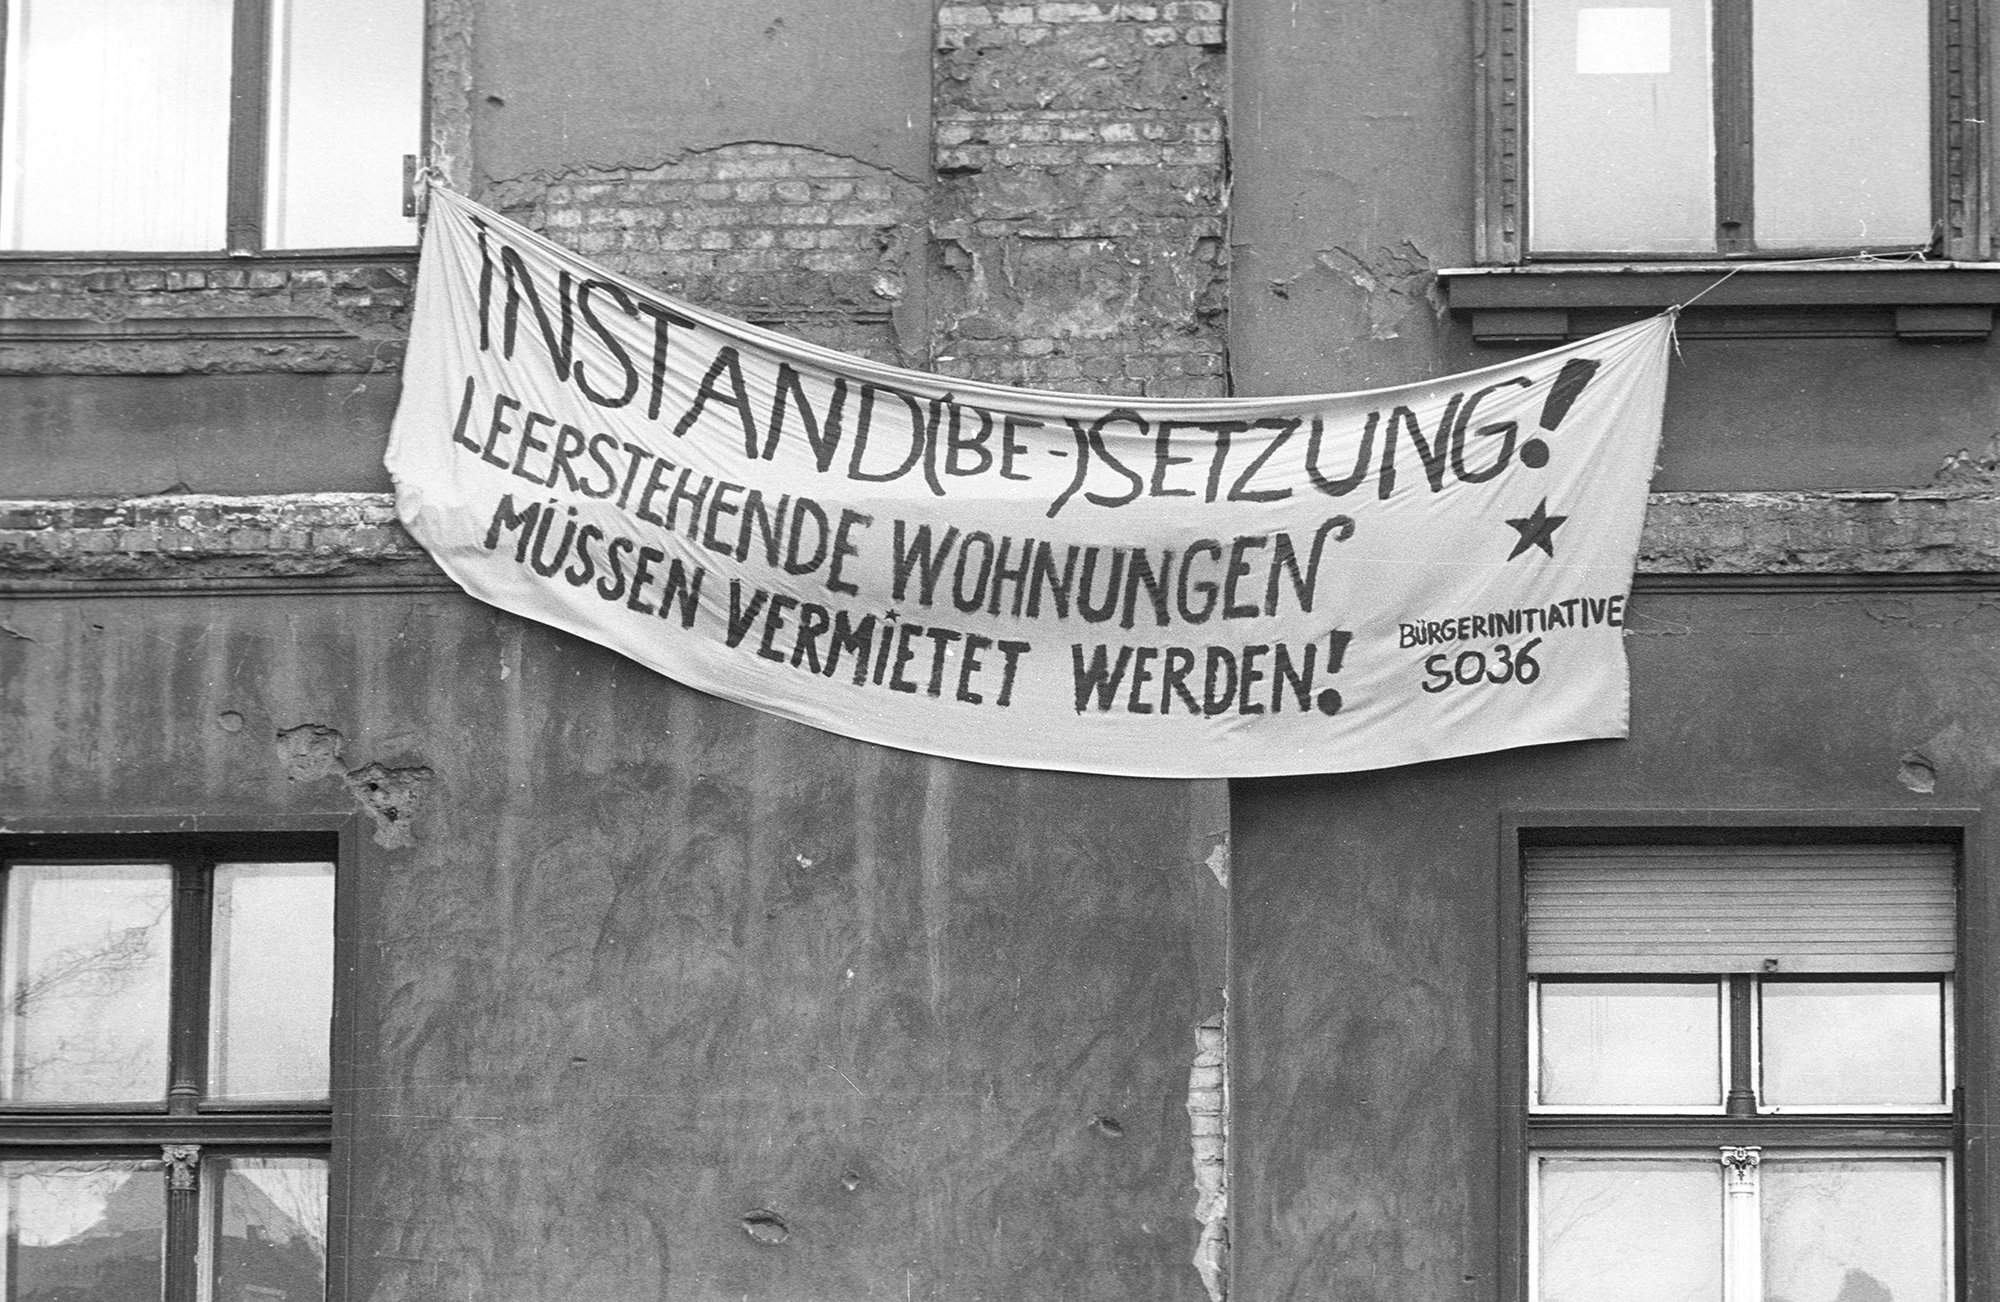 INSTAND(BE-)SETZUNG!
LEERSTEHENDE WOHNUNGEN
MÜSSEN VERMIETET WERDEN!
BÜRGERINITIATIVE
SO36